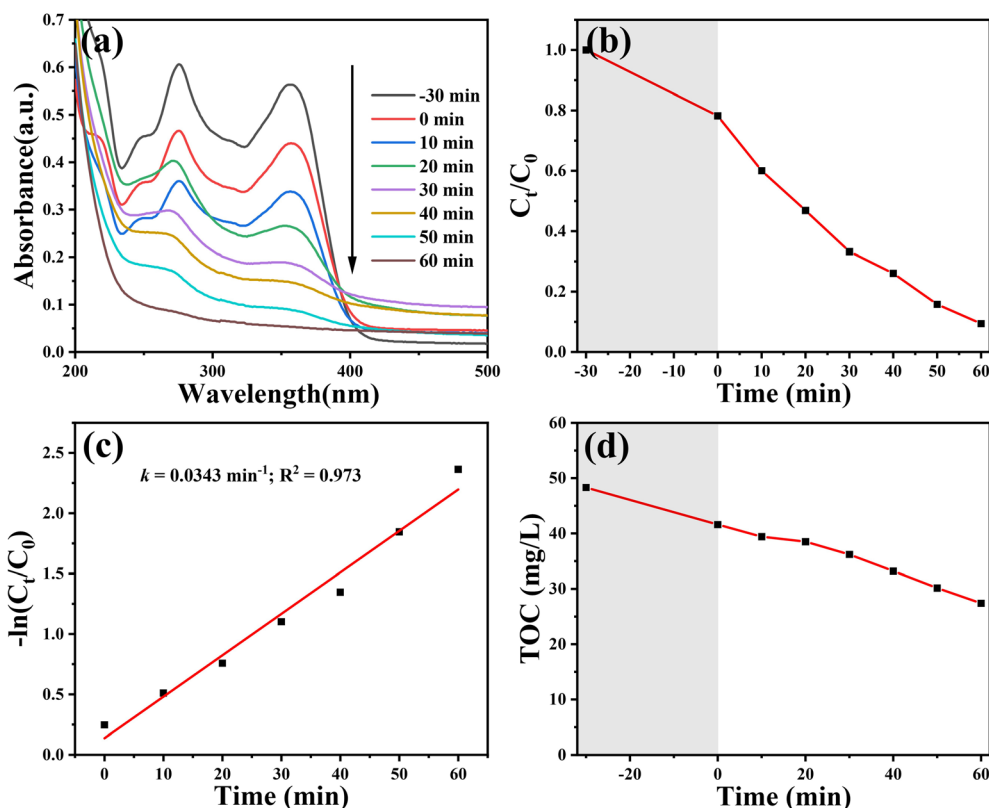 (a)
0.7
0.6
0.5
0.4
0.3
0.2
0.1
0.0
Absorbance(a.u.)
-30 min
0 min
10 min
20 min
30 min
40 min
50 min
60 min
200 300 400 500
Wavelength(nm)
(b)
1.0
0.8
0.6
0.4
0.2
0.0
Cₜ/C₀
-30 -20 -10 0 10 20 30 40 50 60
Time (min)
(c)
k = 0.0343 min⁻¹; R² = 0.973
2.5
2.0
1.5
1.0
0.5
0.0
-ln(Cₜ/C₀)
0 10 20 30 40 50 60
Time (min)
(d)
60
50
40
30
20
10
0
TOC (mg/L)
-20 0 20 40 60
Time (min)